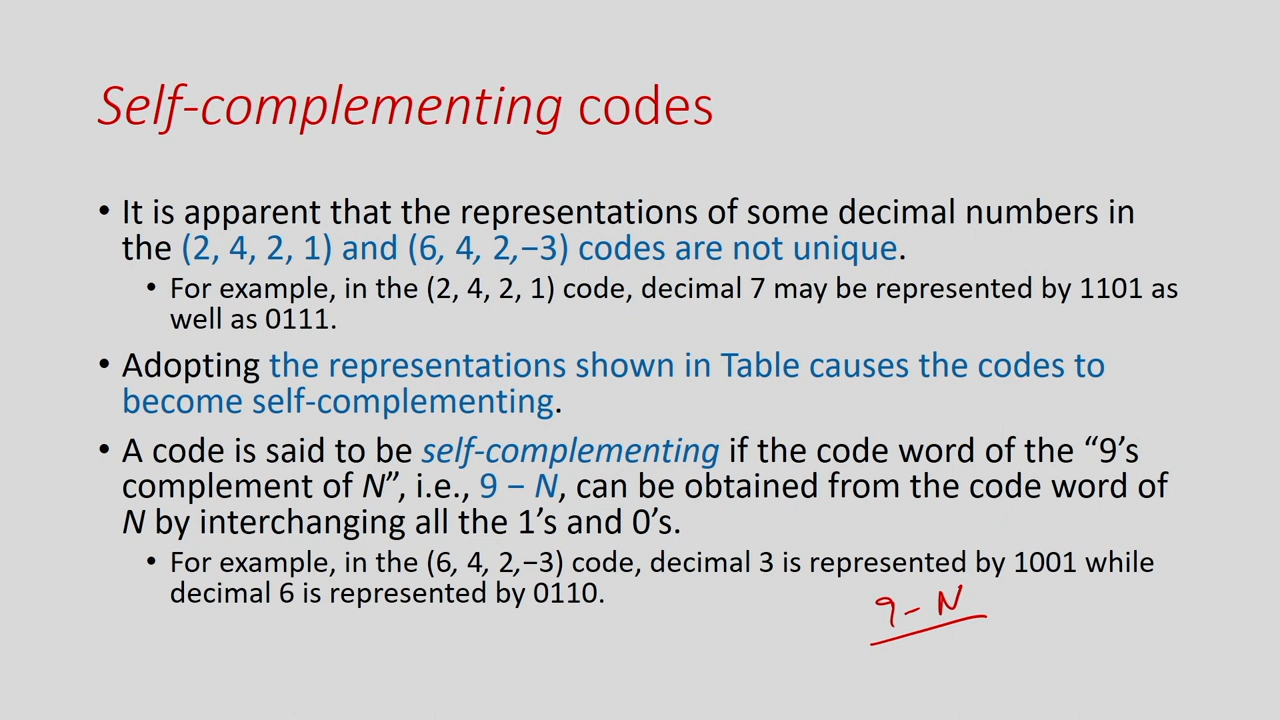 Self-complementing codes
• It is apparent that the representations of some decimal numbers in
the (2, 4, 2, 1) and (6, 4, 2,−3) codes are not unique.
• For example, in the (2, 4, 2, 1) code, decimal 7 may be represented by 1101 as
well as 0111.
• Adopting the representations shown in Table causes the codes to
become self-complementing.
• A code is said to be self-complementing if the code word of the “9’s
complement of N”, i.e., 9 − N, can be obtained from the code word of
N by interchanging all the 1’s and 0’s.
• For example, in the (6, 4, 2,−3) code, decimal 3 is represented by 1001 while
decimal 6 is represented by 0110.
9 – N